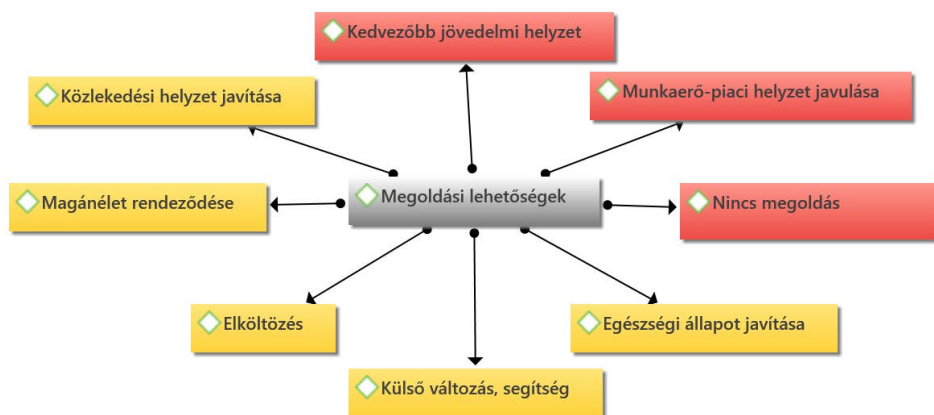 Kedvezőbb jövedelmi helyzet
Közlekedési helyzet javítása
Munkaerő-piaci helyzet javulása
Magánélet rendeződése
Megoldási lehetőségek
Nincs megoldás
Elköltözés
Egészségi állapot javítása
Külső változás, segítség